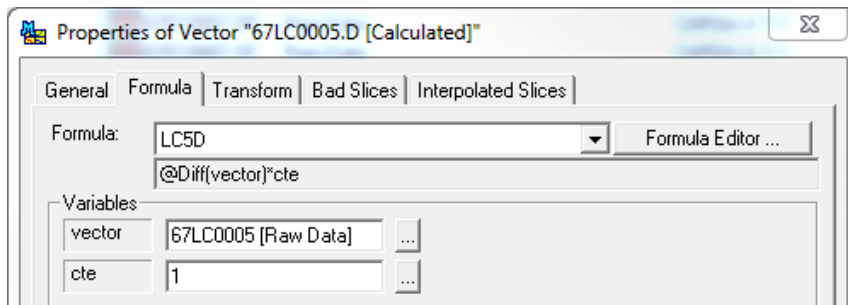 Properties of Vector "67LC0005.D [Calculated]"
General Formula Transform Bad Slices Interpolated Slices
Formula: LC5D Formula Editor ...
@Diff(vector)*cte
Variables
vector 67LC0005 [Raw Data] ...
cte 1 ...